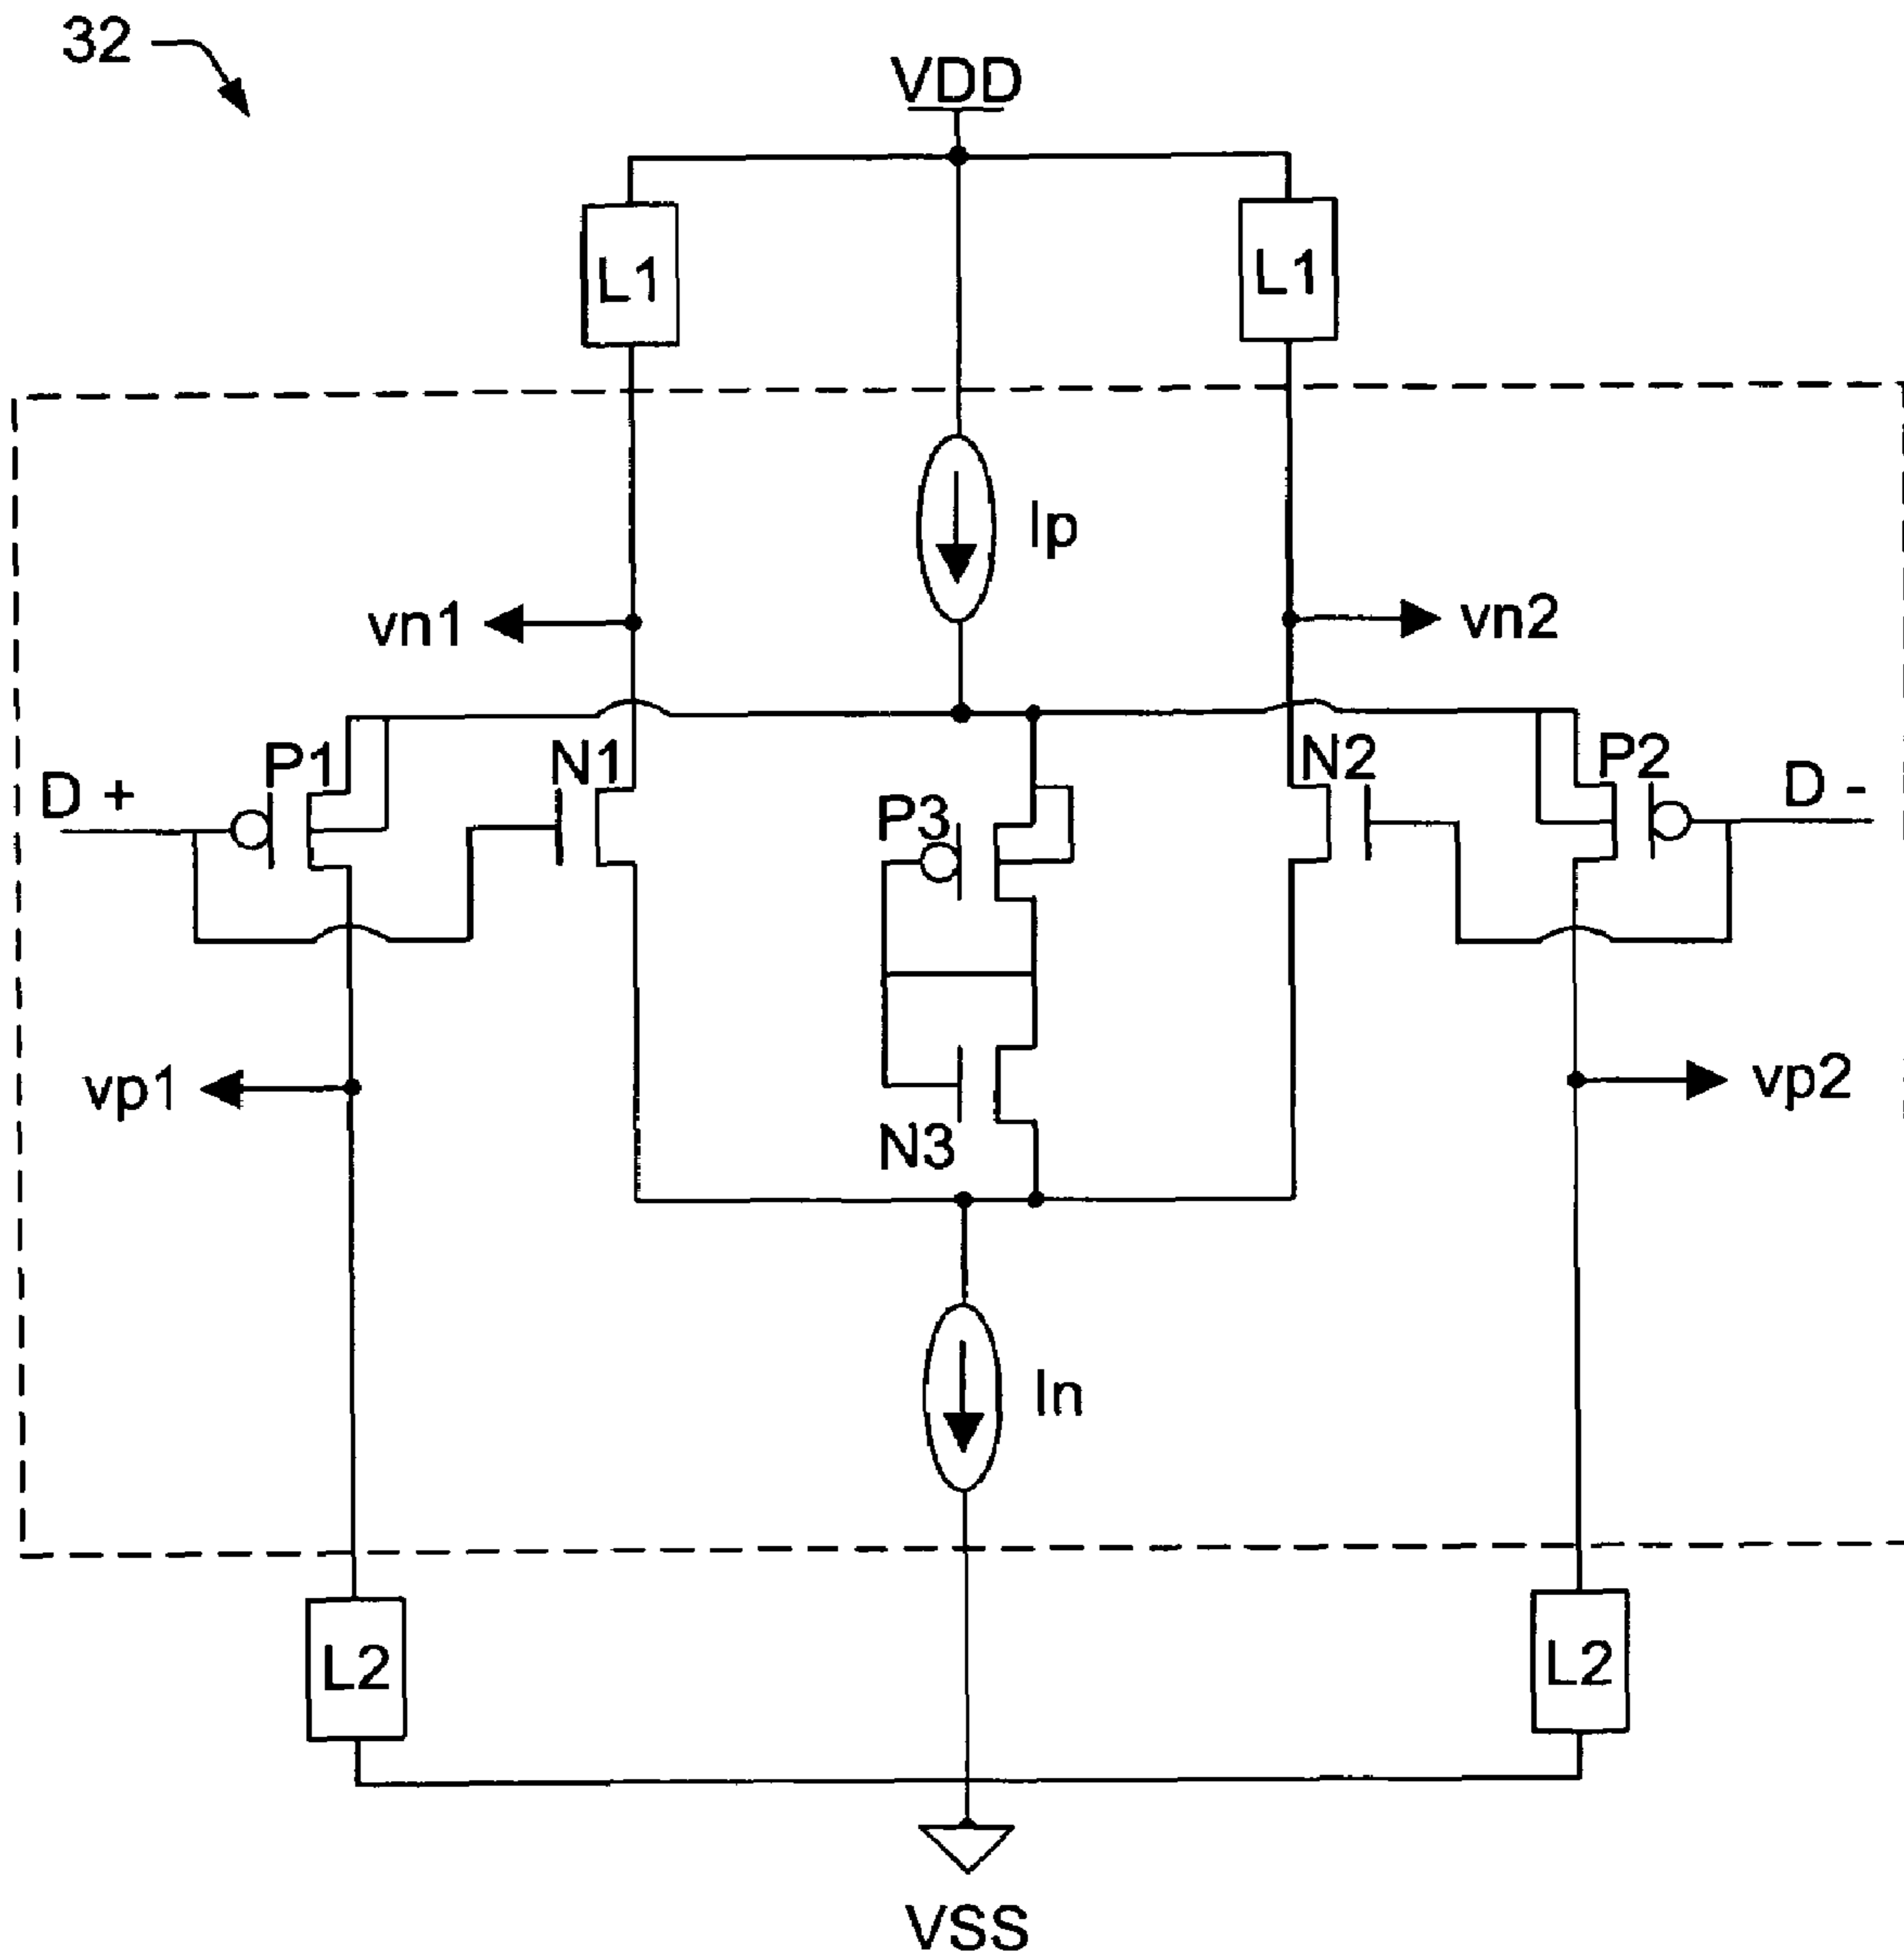 32
VDD
L1
L1
Ip
vn1
vn2
P1
N1
N2
P2
D +
D -
P3
vp1
vp2
N3
In
L2
L2
VSS